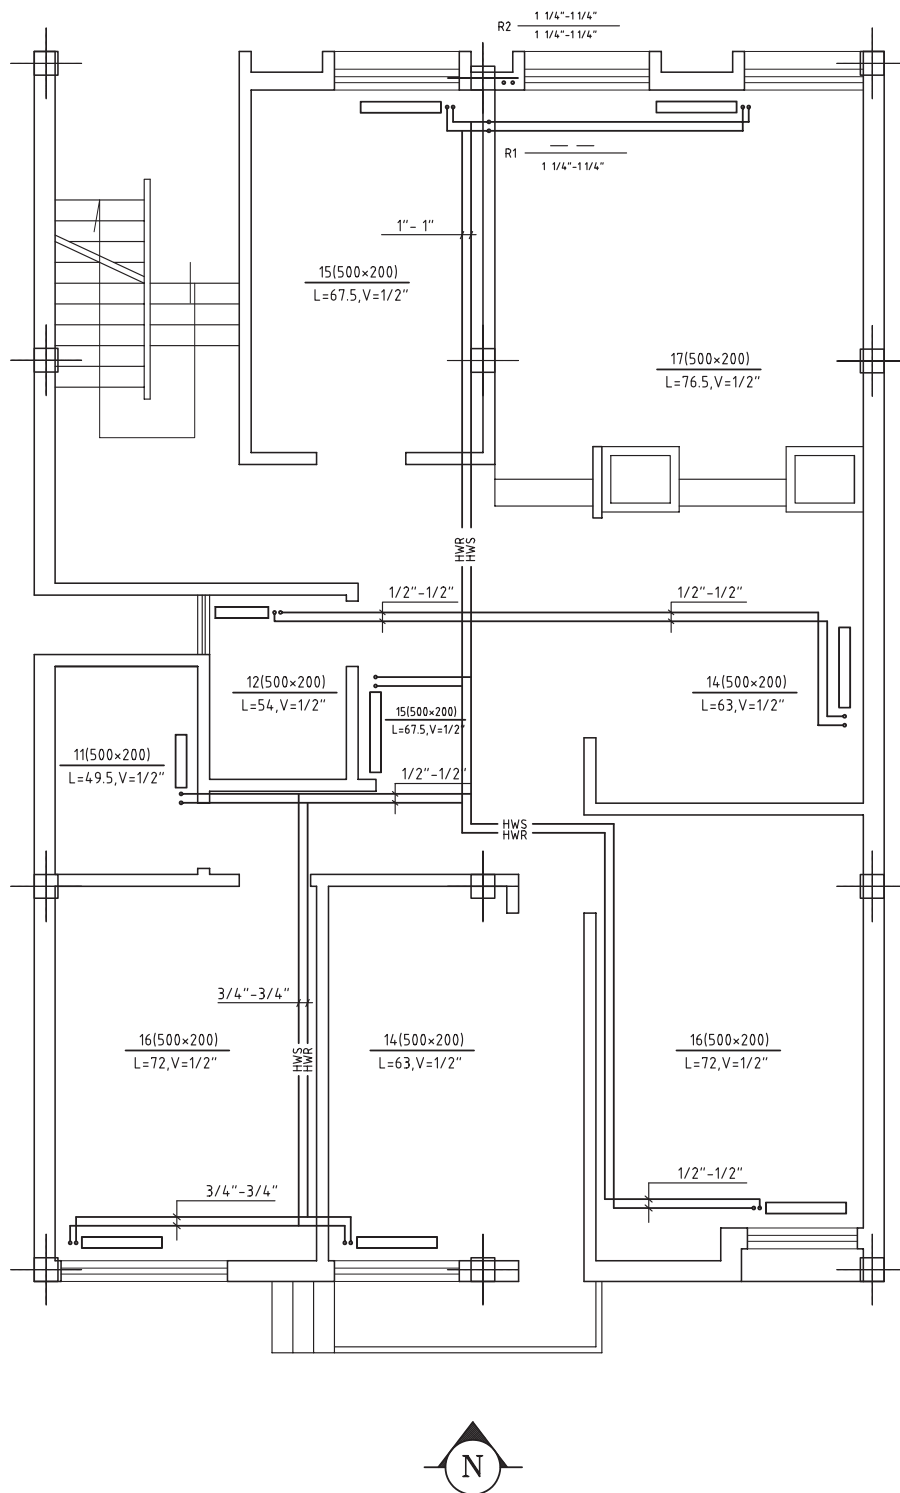 1 1/4"-1 1/4"
R2
1 1/4"-1 1/4"
R1
1 1/4"-1 1/4"
1"- 1"
15(500×200)
L=67.5,V=1/2"
17(500×200)
L=76.5,V=1/2"
HWR
HWS
1/2"-1/2"
1/2"-1/2"
12(500×200)
L=54,V=1/2"
14(500×200)
L=63,V=1/2"
15(500×200)
L=67.5,V=1/2"
11(500×200)
L=49.5,V=1/2"
1/2"-1/2"
HWS
HWR
3/4"-3/4"
16(500×200)
L=72,V=1/2"
HWS
HWR
14(500×200)
L=63,V=1/2"
16(500×200)
L=72,V=1/2"
3/4"-3/4"
1/2"-1/2"
N